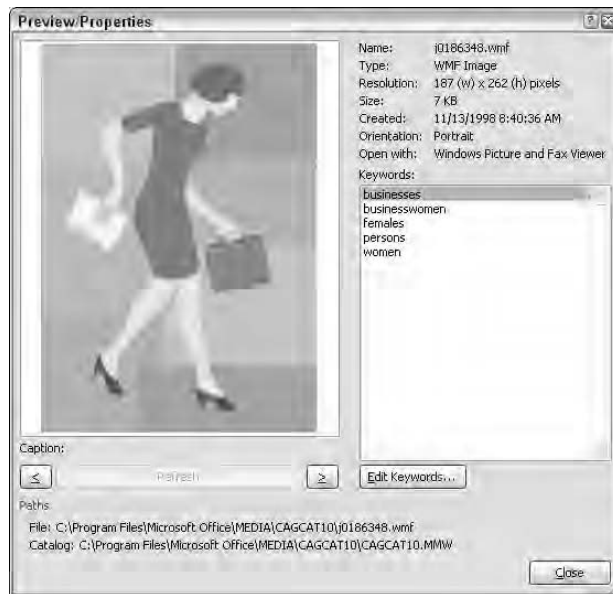 Preview/Properties
Name: j0186348.wmf
Type: WMF Image
Resolution: 187 (w) x 262 (h) pixels
Size: 7 KB
Created: 11/13/1998 8:40:36 AM
Orientation: Portrait
Open with: Windows Picture and Fax Viewer
Keywords:
businesses
businesswomen
females
persons
women
Caption:
< Refresh >
Edit Keywords...
Paths
File: C:\Program Files\Microsoft Office\MEDIA\CAGCAT10\j0186348.wmf
Catalog: C:\Program Files\Microsoft Office\MEDIA\CAGCAT10\CAGCAT10.MMW
Close